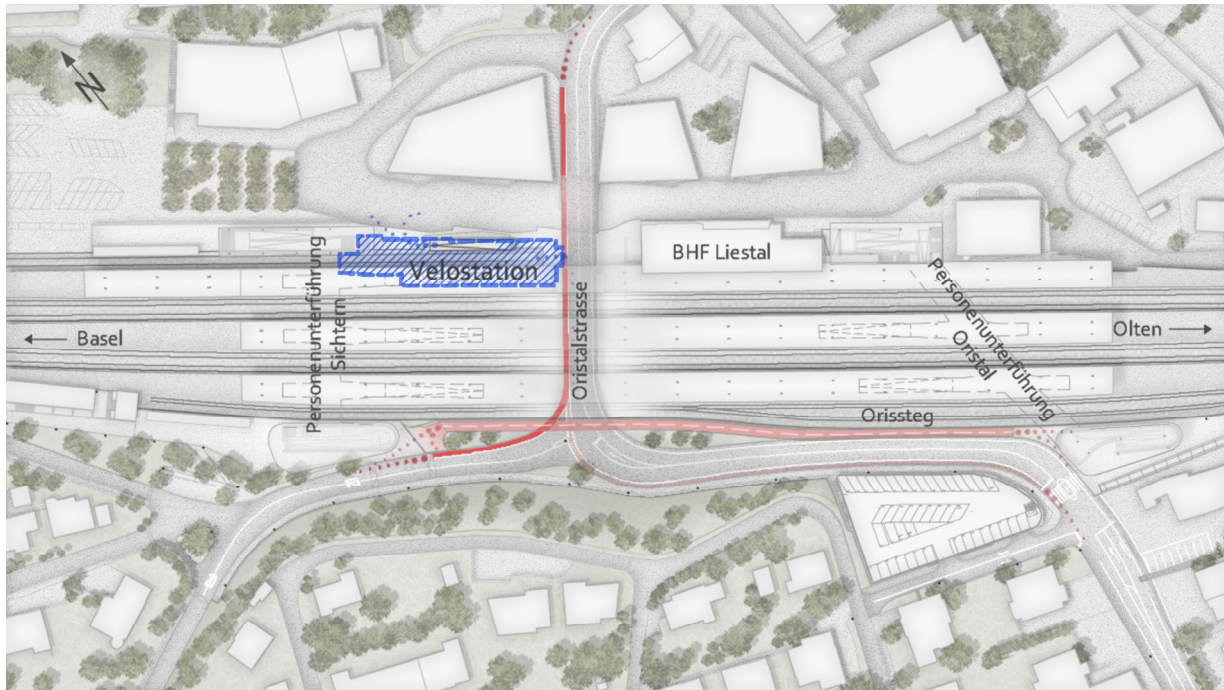 N
BHF Liestal
Velostation
Personenunterführung
Sichtern
Oristalstrasse
Personenunterführung
Oristal
Basel
Olten
Orissteg